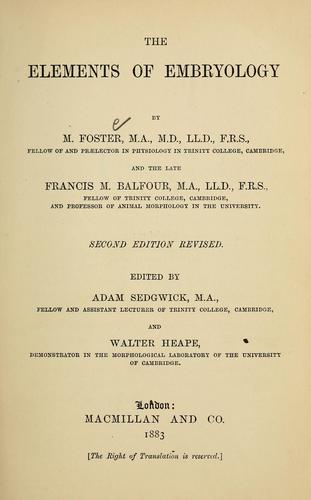 THE
ELEMENTS OF EMBRYOLOGY
BY
M. FOSTER, M.A., M.D., LL.D., F.R.S.,
FELLOW OF AND PRÆLECTOR IN PHYSIOLOGY IN TRINITY COLLEGE, CAMBRIDGE,
AND THE LATE
FRANCIS M. BALFOUR, M.A., LL.D., F.R.S.,
FELLOW OF TRINITY COLLEGE, CAMBRIDGE,
AND PROFESSOR OF ANIMAL MORPHOLOGY IN THE UNIVERSITY.
SECOND EDITION REVISED.
EDITED BY
ADAM SEDGWICK, M.A.,
FELLOW AND ASSISTANT LECTURER OF TRINITY COLLEGE, CAMBRIDGE,
AND
WALTER HEAPE,
DEMONSTRATOR IN THE MORPHOLOGICAL LABORATORY OF THE UNIVERSITY
OF CAMBRIDGE.
London:
MACMILLAN AND CO.
1883
[The Right of Translation is reserved.]